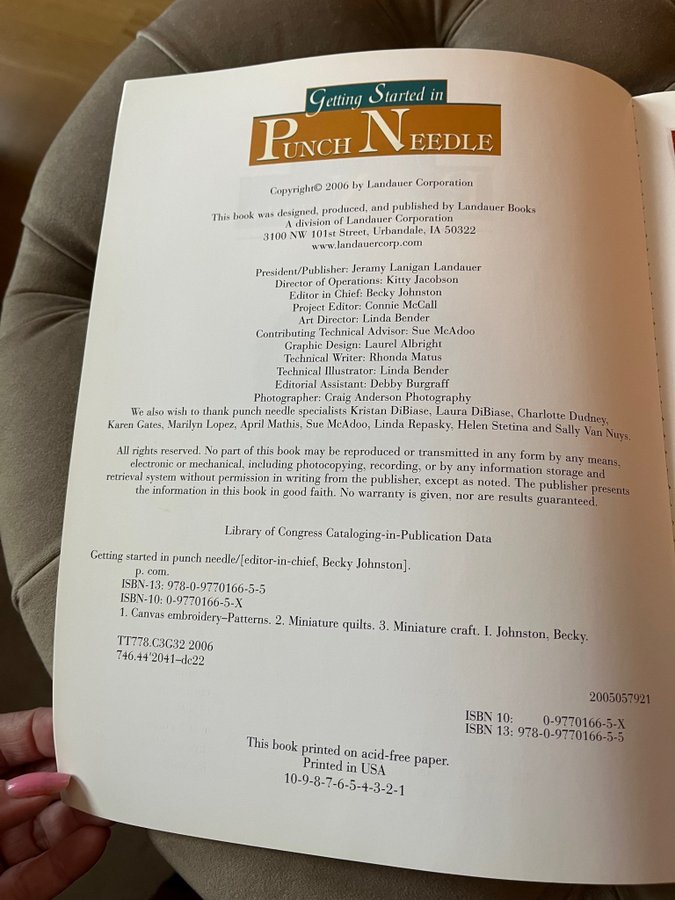 Getting Started in
PUNCH NEEDLE
Copyright© 2006 by Landauer Corporation
This book was designed, produced, and published by Landauer Books
A division of Landauer Corporation
3100 NW 101st Street, Urbandale, IA 50322
www.landauercorp.com
President/Publisher: Jeramy Lanigan Landauer
Director of Operations: Kitty Jacobson
Editor in Chief: Becky Johnston
Project Editor: Connie McCall
Art Director: Linda Bender
Contributing Technical Advisor: Sue McAdoo
Graphic Design: Laurel Albright
Technical Writer: Rhonda Matus
Technical Illustrator: Linda Bender
Editorial Assistant: Debby Burgraff
Photographer: Craig Anderson Photography
We also wish to thank punch needle specialists Kristan DiBiase, Laura DiBiase, Charlotte Dudney,
Karen Gates, Marilyn Lopez, April Mathis, Sue McAdoo, Linda Repasky, Helen Stetina and Sally Van Nuys.
All rights reserved. No part of this book may be reproduced or transmitted in any form by any means,
electronic or mechanical, including photocopying, recording, or by any information storage and
retrieval system without permission in writing from the publisher, except as noted. The publisher presents
the information in this book in good faith. No warranty is given, nor are results guaranteed.
Library of Congress Cataloging-in-Publication Data
Getting started in punch needle/[editor-in-chief, Becky Johnston].
p. com.
ISBN-13: 978-0-9770166-5-5
ISBN-10: 0-9770166-5-X
1. Canvas embroidery–Patterns. 2. Miniature quilts. 3. Miniature craft. I. Johnston, Becky.
TT778.C3G32 2006
746.44'2041–dc22
2005057921
ISBN 10: 0-9770166-5-X
ISBN 13: 978-0-9770166-5-5
This book printed on acid-free paper.
Printed in USA
10-9-8-7-6-5-4-3-2-1